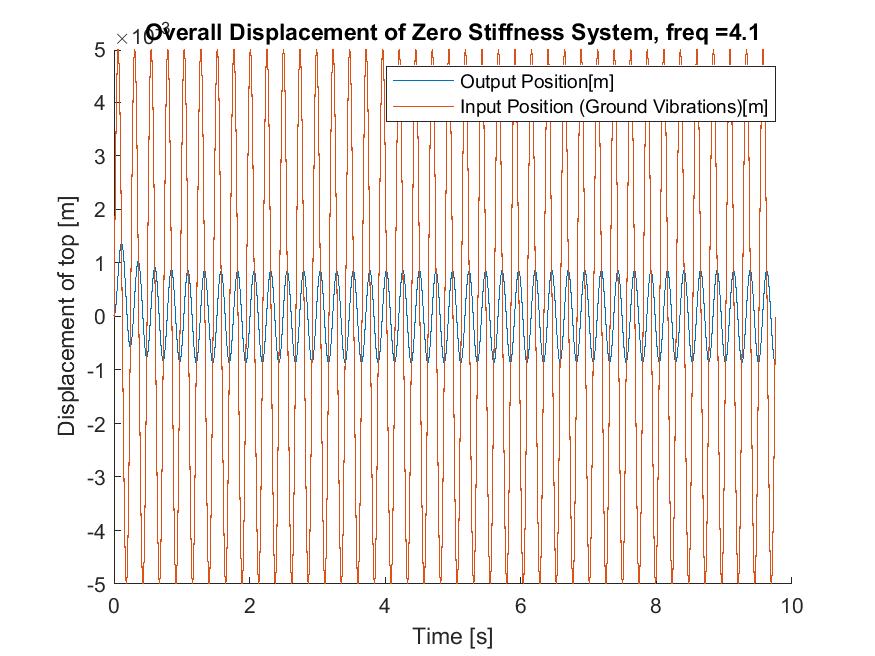 ×10-3
Overall Displacement of Zero Stiffness System, freq =4.1
Output Position[m]
Input Position (Ground Vibrations)[m]
5
4
3
2
1
0
-1
-2
-3
-4
-5
Displacement of top [m]
0 2 4 6 8 10
Time [s]